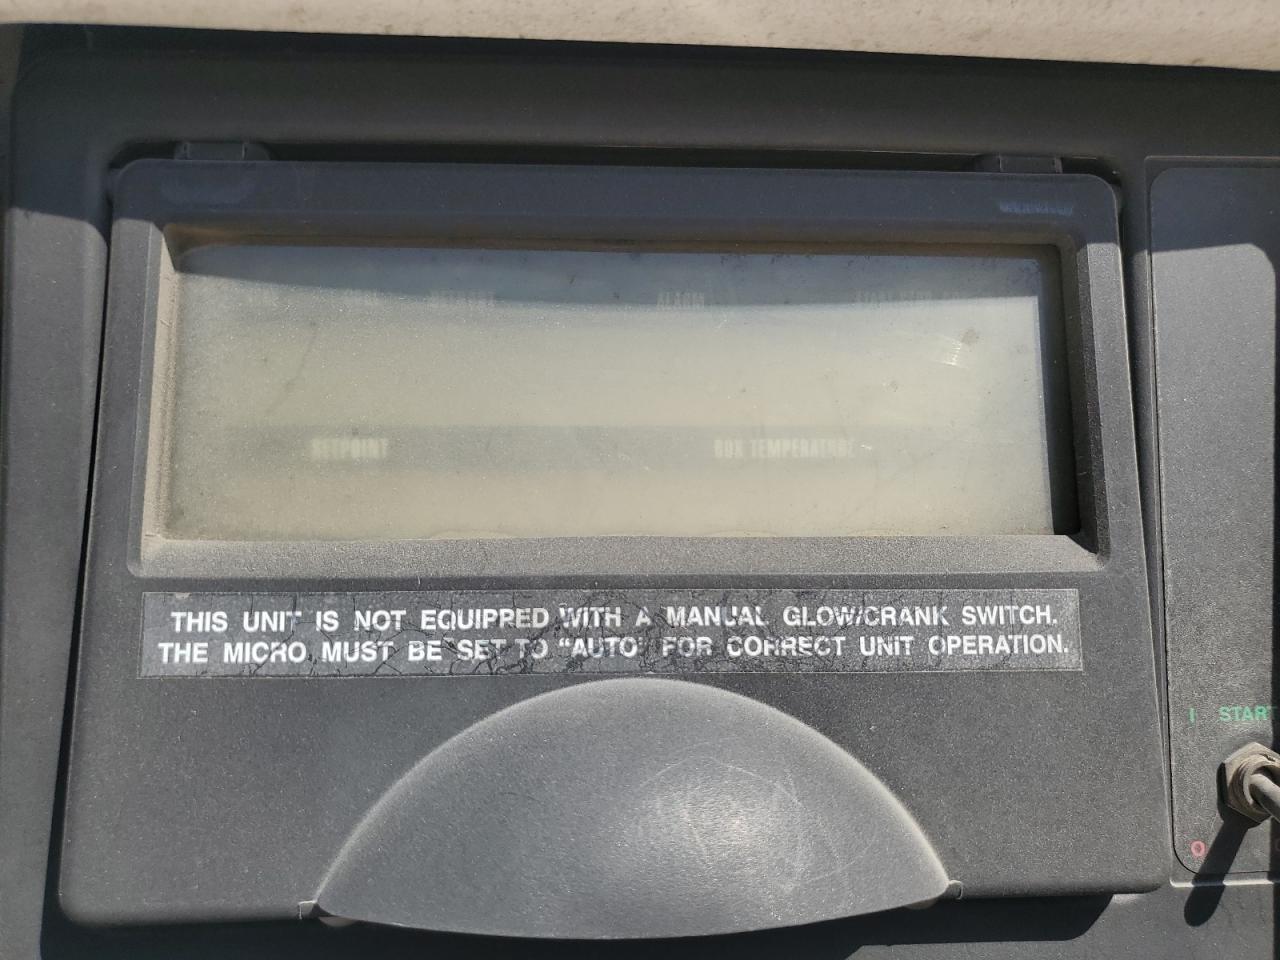 ALARM
SETPOINT BOX TEMPERATURE
THIS UNIT IS NOT EQUIPPED WITH A MANUAL GLOW/CRANK SWITCH.
THE MICRO MUST BE SET TO "AUTO" FOR CORRECT UNIT OPERATION.
I START
O